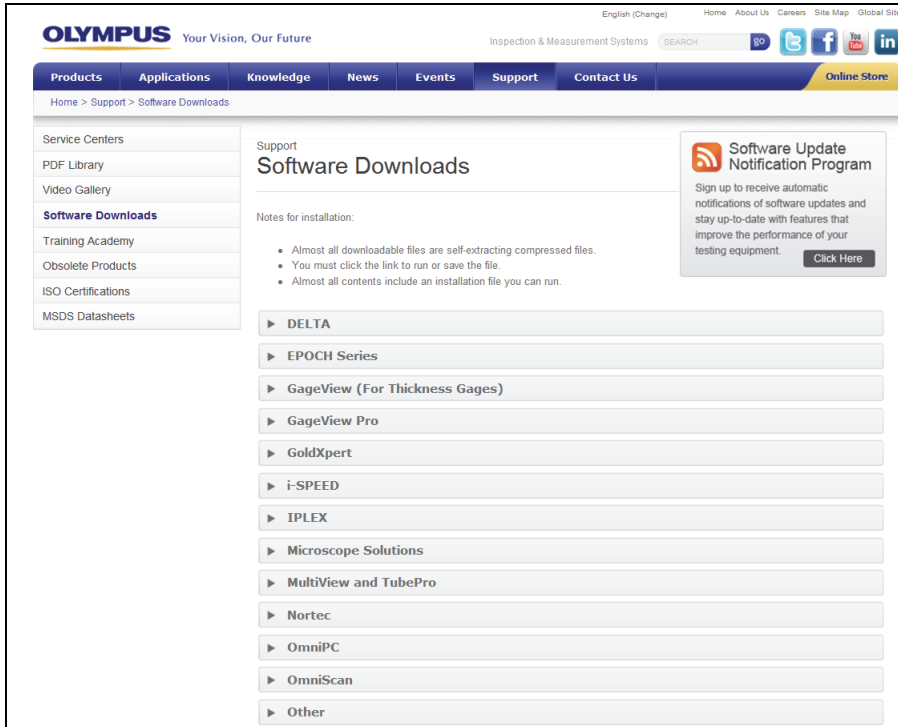 English (Change) Home About Us Careers Site Map Global Site
OLYMPUS Your Vision, Our Future
Inspection & Measurement Systems SEARCH go
You Tube
in
Products Applications Knowledge News Events Support Contact Us Online Store
Home > Support > Software Downloads
Service Centers
PDF Library
Video Gallery
Software Downloads
Training Academy
Obsolete Products
ISO Certifications
MSDS Datasheets
Support
Software Downloads
Software Update
Notification Program
Sign up to receive automatic
notifications of software updates and
stay up-to-date with features that
improve the performance of your
testing equipment.
Click Here
Notes for installation:
Almost all downloadable files are self-extracting compressed files.
You must click the link to run or save the file.
Almost all contents include an installation file you can run.
DELTA
EPOCH Series
GageView (For Thickness Gages)
GageView Pro
GoldXpert
i-SPEED
IPLEX
Microscope Solutions
MultiView and TubePro
Nortec
OmniPC
OmniScan
Other